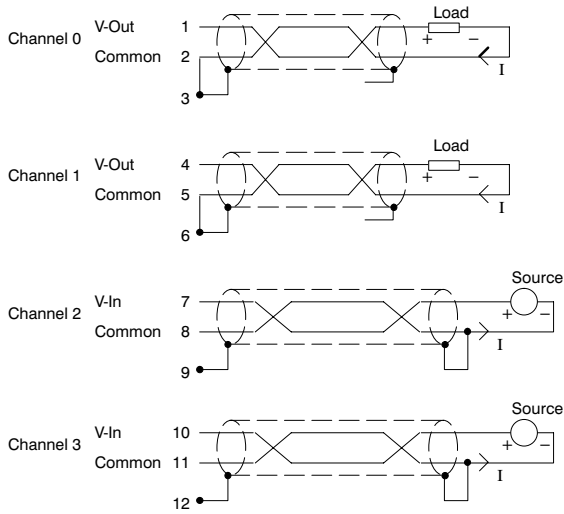 Load
V-Out 1
Channel 0
+ −
Common 2
I
3
Load
V-Out 4
Channel 1
+ −
Common 5
I
6
Source
V-In 7
Channel 2
+ −
Common 8
I
9
Source
V-In 10
Channel 3
+ −
Common 11
I
12